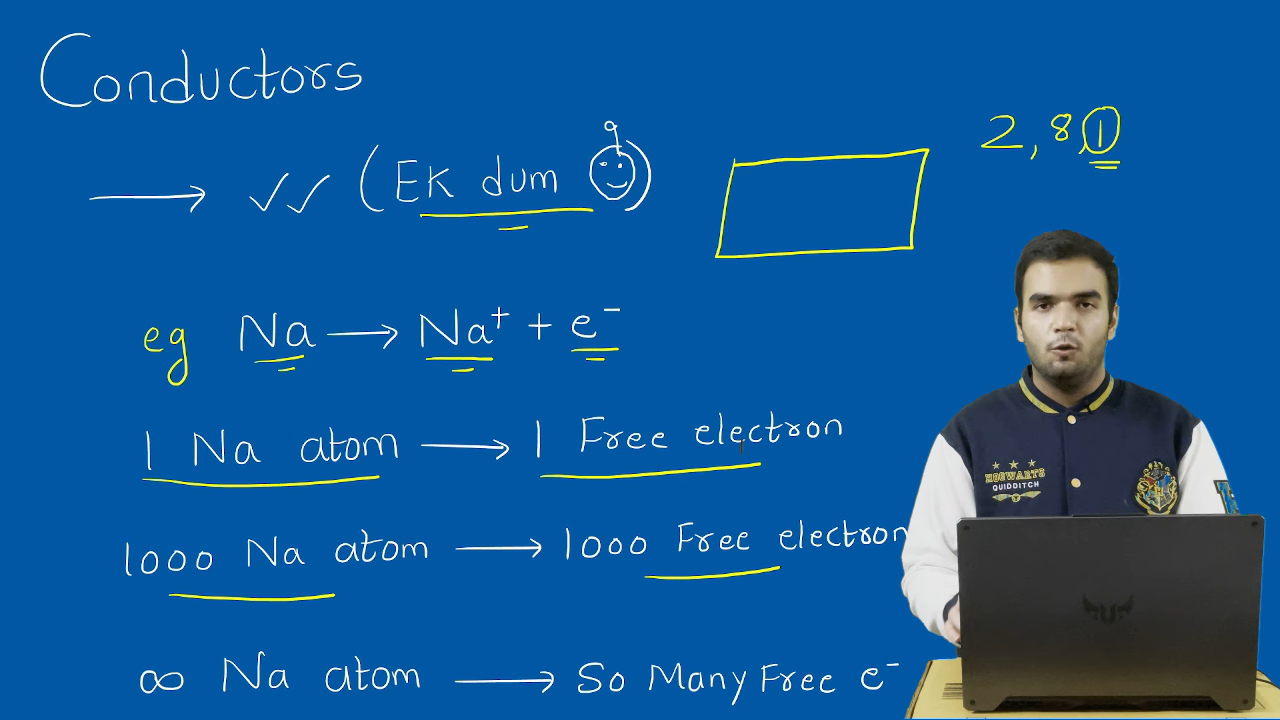 Conductors
2, 8, 1
→ ✓✓ (Ek dum )
eg Na → Na⁺ + e⁻
1 Na atom → 1 Free electron
1000 Na atom → 1000 Free electron
∞ Na atom → So Many Free e⁻
HOGWARTS
QUIDDITCH